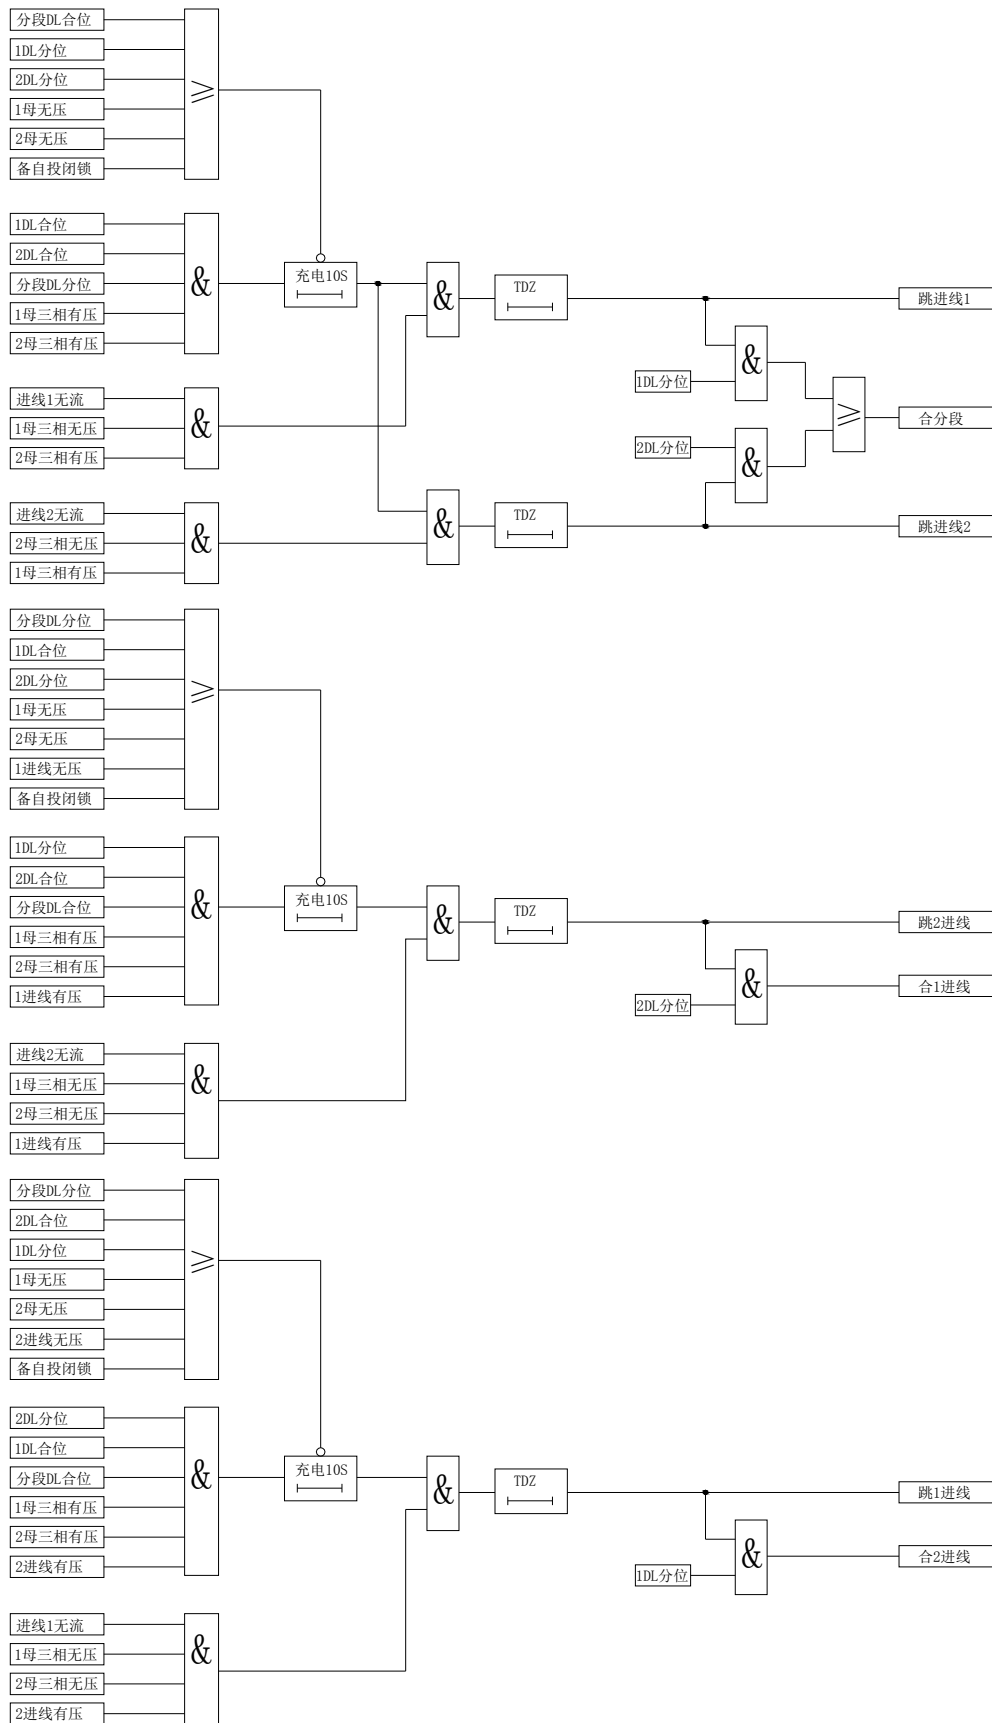 分段DL合位
1DL分位
2DL分位
1母无压
2母无压
备自投闭锁
≥
1DL合位
2DL合位
分段DL分位
1母三相有压
2母三相有压
&
充电10S
&
TDZ
跳进线1
&
1DL分位
进线1无流
1母三相无压
2母三相有压
&
≥
合分段
2DL分位
&
进线2无流
2母三相无压
1母三相有压
&
&
TDZ
跳进线2
分段DL分位
1DL合位
2DL分位
1母无压
2母无压
1进线无压
备自投闭锁
≥
1DL分位
2DL合位
分段DL合位
1母三相有压
2母三相有压
1进线有压
&
充电10S
&
TDZ
跳2进线
&
合1进线
2DL分位
进线2无流
1母三相无压
2母三相无压
1进线有压
&
分段DL分位
2DL合位
1DL分位
1母无压
2母无压
2进线无压
备自投闭锁
≥
2DL分位
1DL合位
分段DL合位
1母三相有压
2母三相有压
2进线有压
&
充电10S
&
TDZ
跳1进线
&
合2进线
1DL分位
进线1无流
1母三相无压
2母三相无压
2进线有压
&